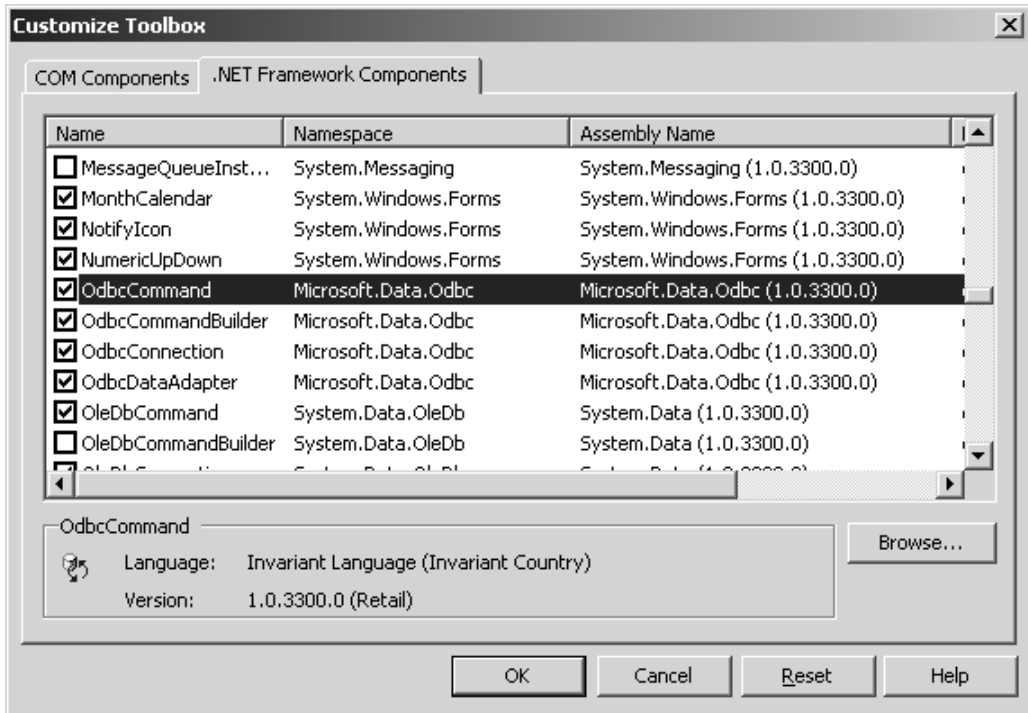 Customize Toolbox
COM Components .NET Framework Components
Name Namespace Assembly Name
MessageQueueInst... System.Messaging System.Messaging (1.0.3300.0)
MonthCalendar System.Windows.Forms System.Windows.Forms (1.0.3300.0)
NotifyIcon System.Windows.Forms System.Windows.Forms (1.0.3300.0)
NumericUpDown System.Windows.Forms System.Windows.Forms (1.0.3300.0)
OdbcCommand Microsoft.Data.Odbc Microsoft.Data.Odbc (1.0.3300.0)
OdbcCommandBuilder Microsoft.Data.Odbc Microsoft.Data.Odbc (1.0.3300.0)
OdbcConnection Microsoft.Data.Odbc Microsoft.Data.Odbc (1.0.3300.0)
OdbcDataAdapter Microsoft.Data.Odbc Microsoft.Data.Odbc (1.0.3300.0)
OleDbCommand System.Data.OleDb System.Data (1.0.3300.0)
OleDbCommandBuilder System.Data.OleDb System.Data (1.0.3300.0)
OdbcCommand
Language: Invariant Language (Invariant Country)
Version: 1.0.3300.0 (Retail)
Browse...
OK Cancel Reset Help